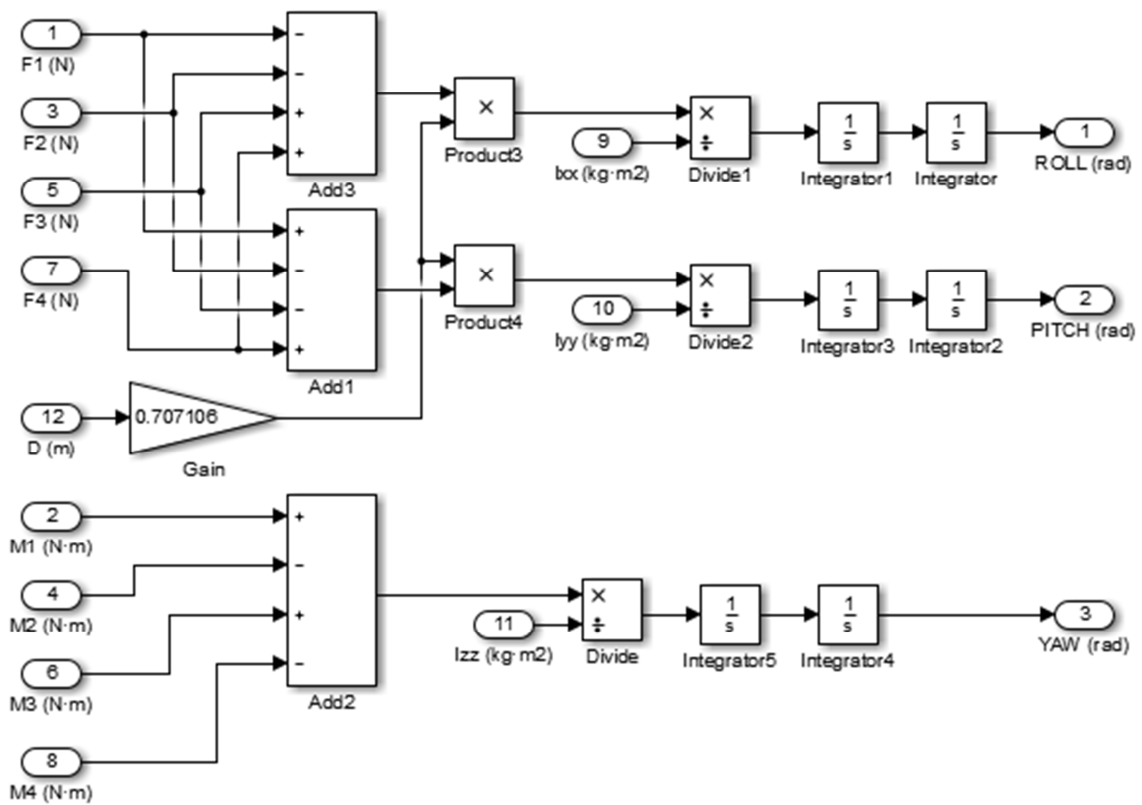 1
F1 (N)
3
F2 (N)
5
F3 (N)
7
F4 (N)
12
D (m)
−
−
+
+
Add3
+
−
−
+
Add1
0.707106
Gain
×
Product3
×
Product4
9
Ixx (kg·m2)
×
÷
Divide1
1
s
Integrator1
1
s
Integrator
1
ROLL (rad)
10
Iyy (kg·m2)
×
÷
Divide2
1
s
Integrator3
1
s
Integrator2
2
PITCH (rad)
2
M1 (N·m)
4
M2 (N·m)
6
M3 (N·m)
8
M4 (N·m)
+
−
+
−
Add2
11
Izz (kg·m2)
×
÷
Divide
1
s
Integrator5
1
s
Integrator4
3
YAW (rad)